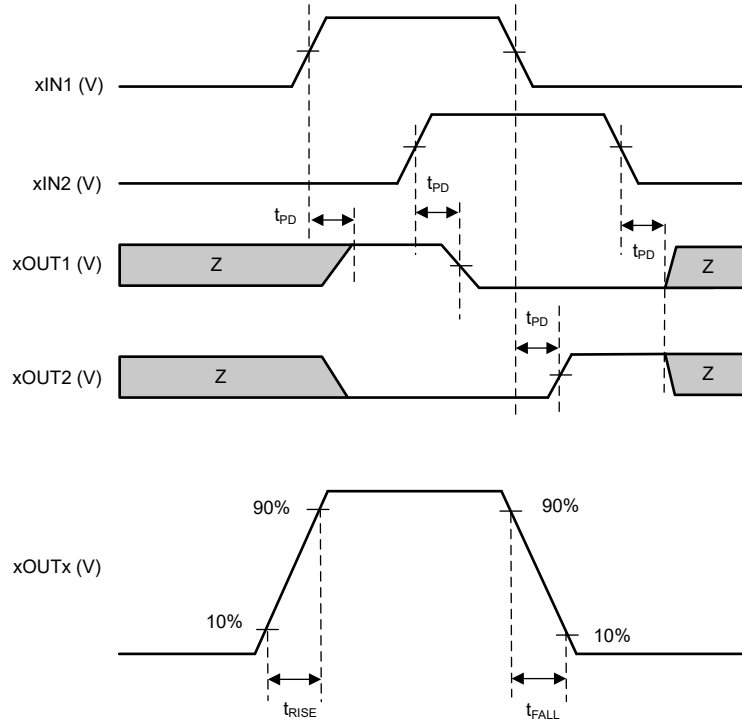 xIN1 (V)
xIN2 (V)
tPD
tPD
tPD
xOUT1 (V)
Z
Z
tPD
xOUT2 (V)
Z
Z
90%
90%
xOUTx (V)
10%
10%
tRISE
tFALL